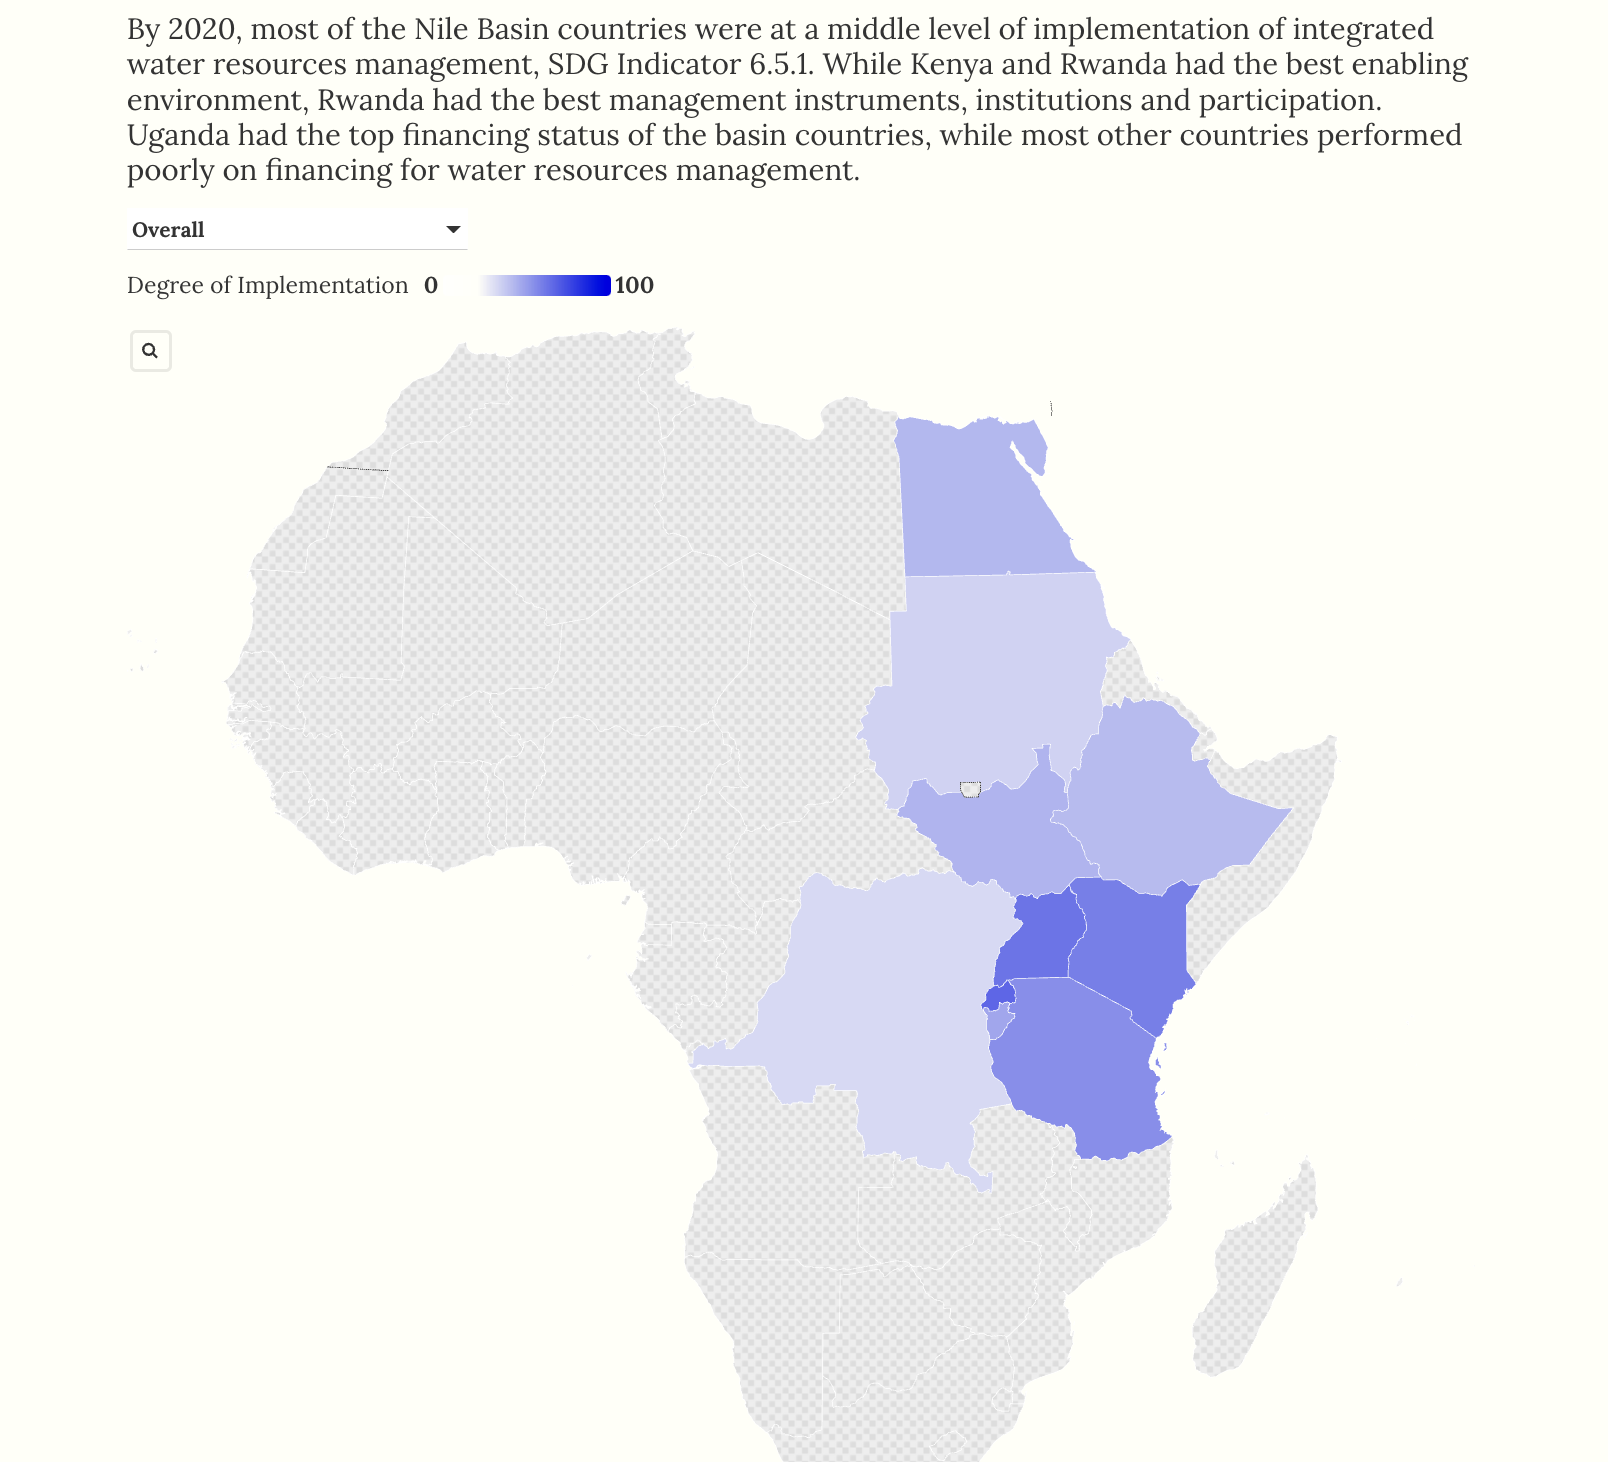 By 2020, most of the Nile Basin countries were at a middle level of implementation of integrated
water resources management, SDG Indicator 6.5.1. While Kenya and Rwanda had the best enabling
environment, Rwanda had the best management instruments, institutions and participation.
Uganda had the top financing status of the basin countries, while most other countries performed
poorly on financing for water resources management.
Overall
Degree of Implementation 0 100